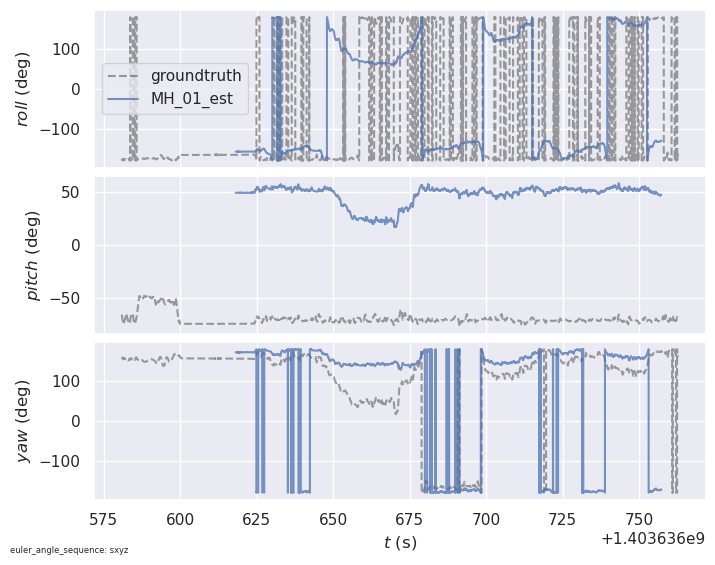 100
0
−100
roll (deg)
groundtruth
MH_01_est
50
0
−50
pitch (deg)
100
0
−100
yaw (deg)
575 600 625 650 675 700 725 750
t (s)
+1.403636e9
euler_angle_sequence: sxyz